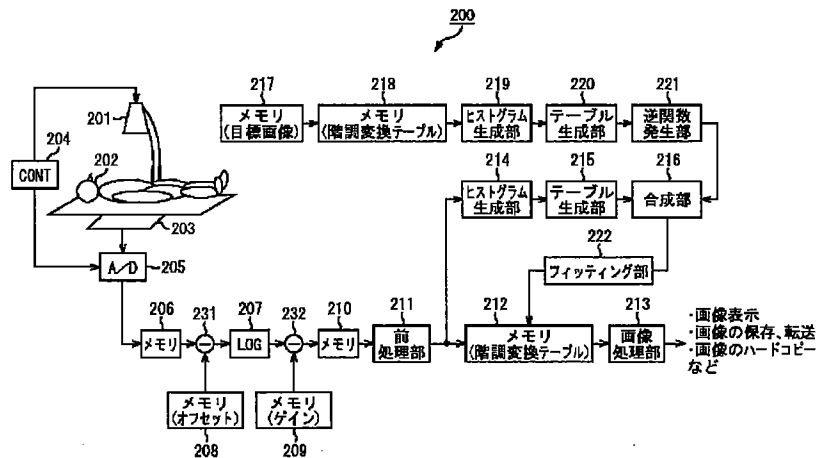 200
217
218
219
220
221
メモリ
(目標画像)
メモリ
(階調変換テーブル)
ヒストグラム
生成部
テーブル
生成部
逆関数
発生部
201
204
202
CONT
214
215
216
ヒストグラム
生成部
テーブル
生成部
合成部
203
A/D
205
222
フィッティング部
206
231
207
232
210
211
212
213
メモリ
LOG
メモリ
前
処理部
メモリ
(階調変換テーブル)
画像
処理部
・画像表示
・画像の保存、転送
・画像のハードコピー
など
メモリ
(オフセット)
メモリ
(ゲイン)
208
209